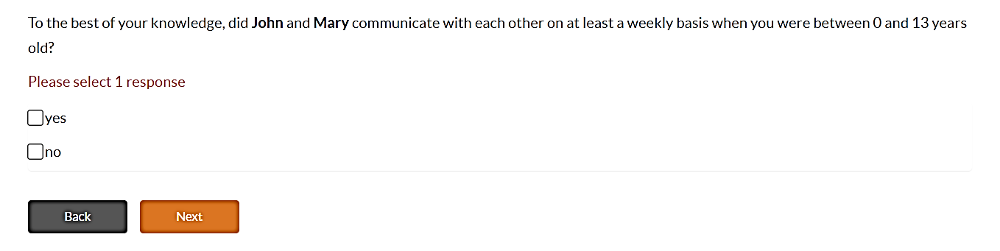 To the best of your knowledge, did John and Mary communicate with each other on at least a weekly basis when you were between 0 and 13 years
old?
Please select 1 response
yes
no
Back Next